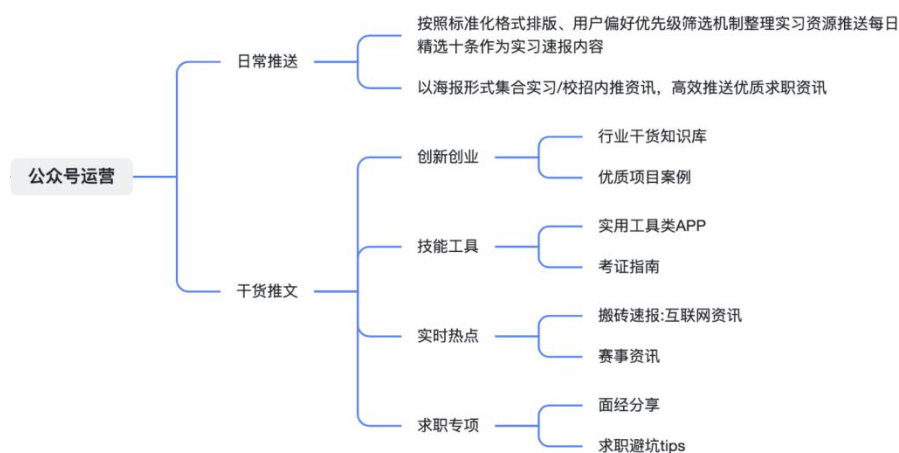 公众号运营
日常推送
按照标准化格式排版、用户偏好优先级筛选机制整理实习资源推送每日
精选十条作为实习速报内容
以海报形式集合实习/校招内推资讯，高效推送优质求职资讯
干货推文
创新创业
行业干货知识库
优质项目案例
技能工具
实用工具类APP
考证指南
实时热点
搬砖速报:互联网资讯
赛事资讯
求职专项
面经分享
求职避坑tips